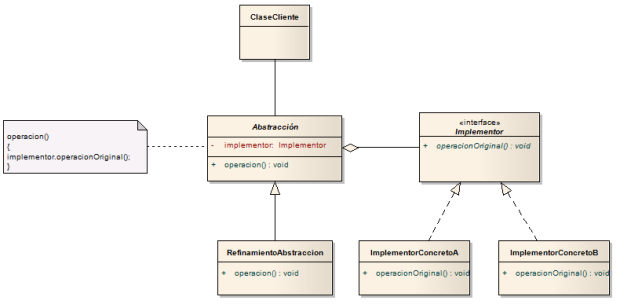 ClaseCliente
operacion()
{
implementor.operacionOriginal();
}
Abstracción
- implementor: Implementor
+ operacion() : void
«interface»
Implementor
+ operacionOriginal() : void
RefinamientoAbstraccion
+ operacion() : void
ImplementorConcretoA
+ operacionOriginal() : void
ImplementorConcretoB
+ operacionOriginal() : void